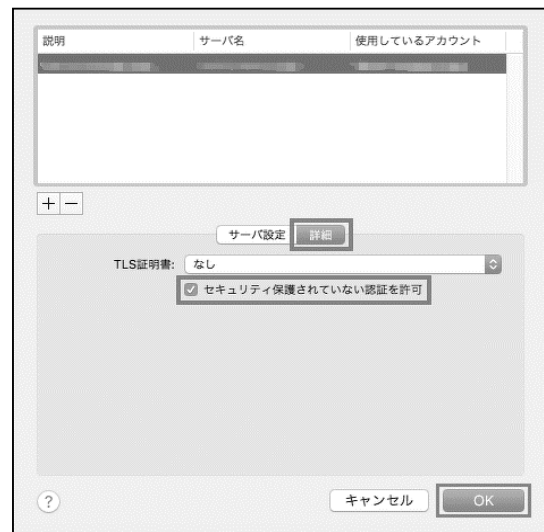 説明 サーバ名 使用しているアカウント
+ −
サーバ設定 詳細
TLS証明書: なし
セキュリティ保護されていない認証を許可
? キャンセル OK